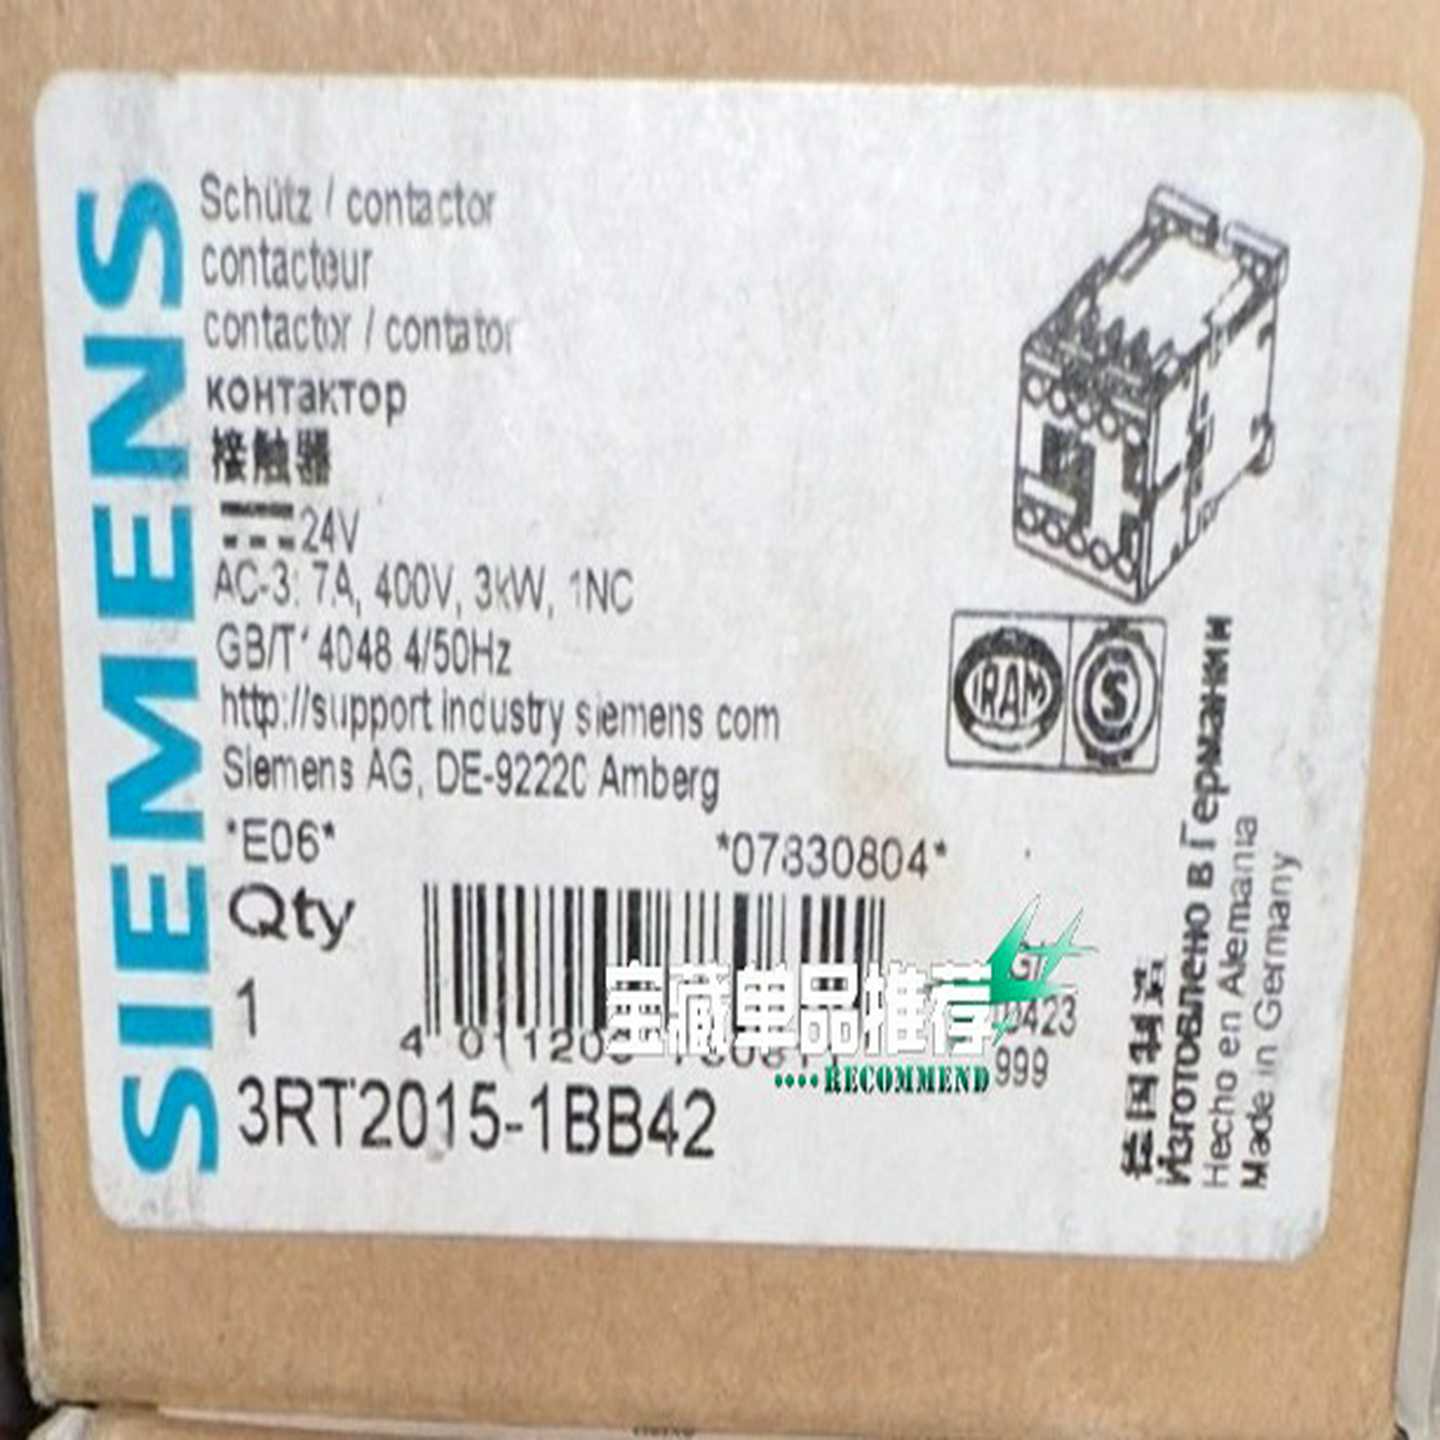 SIEMENS
Schütz / contactor
contacteur
contactor / contator
контактор
接触器
24V
AC-3: 7A, 400V, 3kW, 1NC
GB/T 14048 4/50Hz
http://support industry siemens com
Siemens AG, DE-92220 Amberg
*E06* *07830804*
Qty
1
宝藏单品推荐
RECOMMEND
999
3RT2015-1BB42
IRAM
S
德国制造
Изготовлено в Германии
Hecho en Alemania
Made in Germany